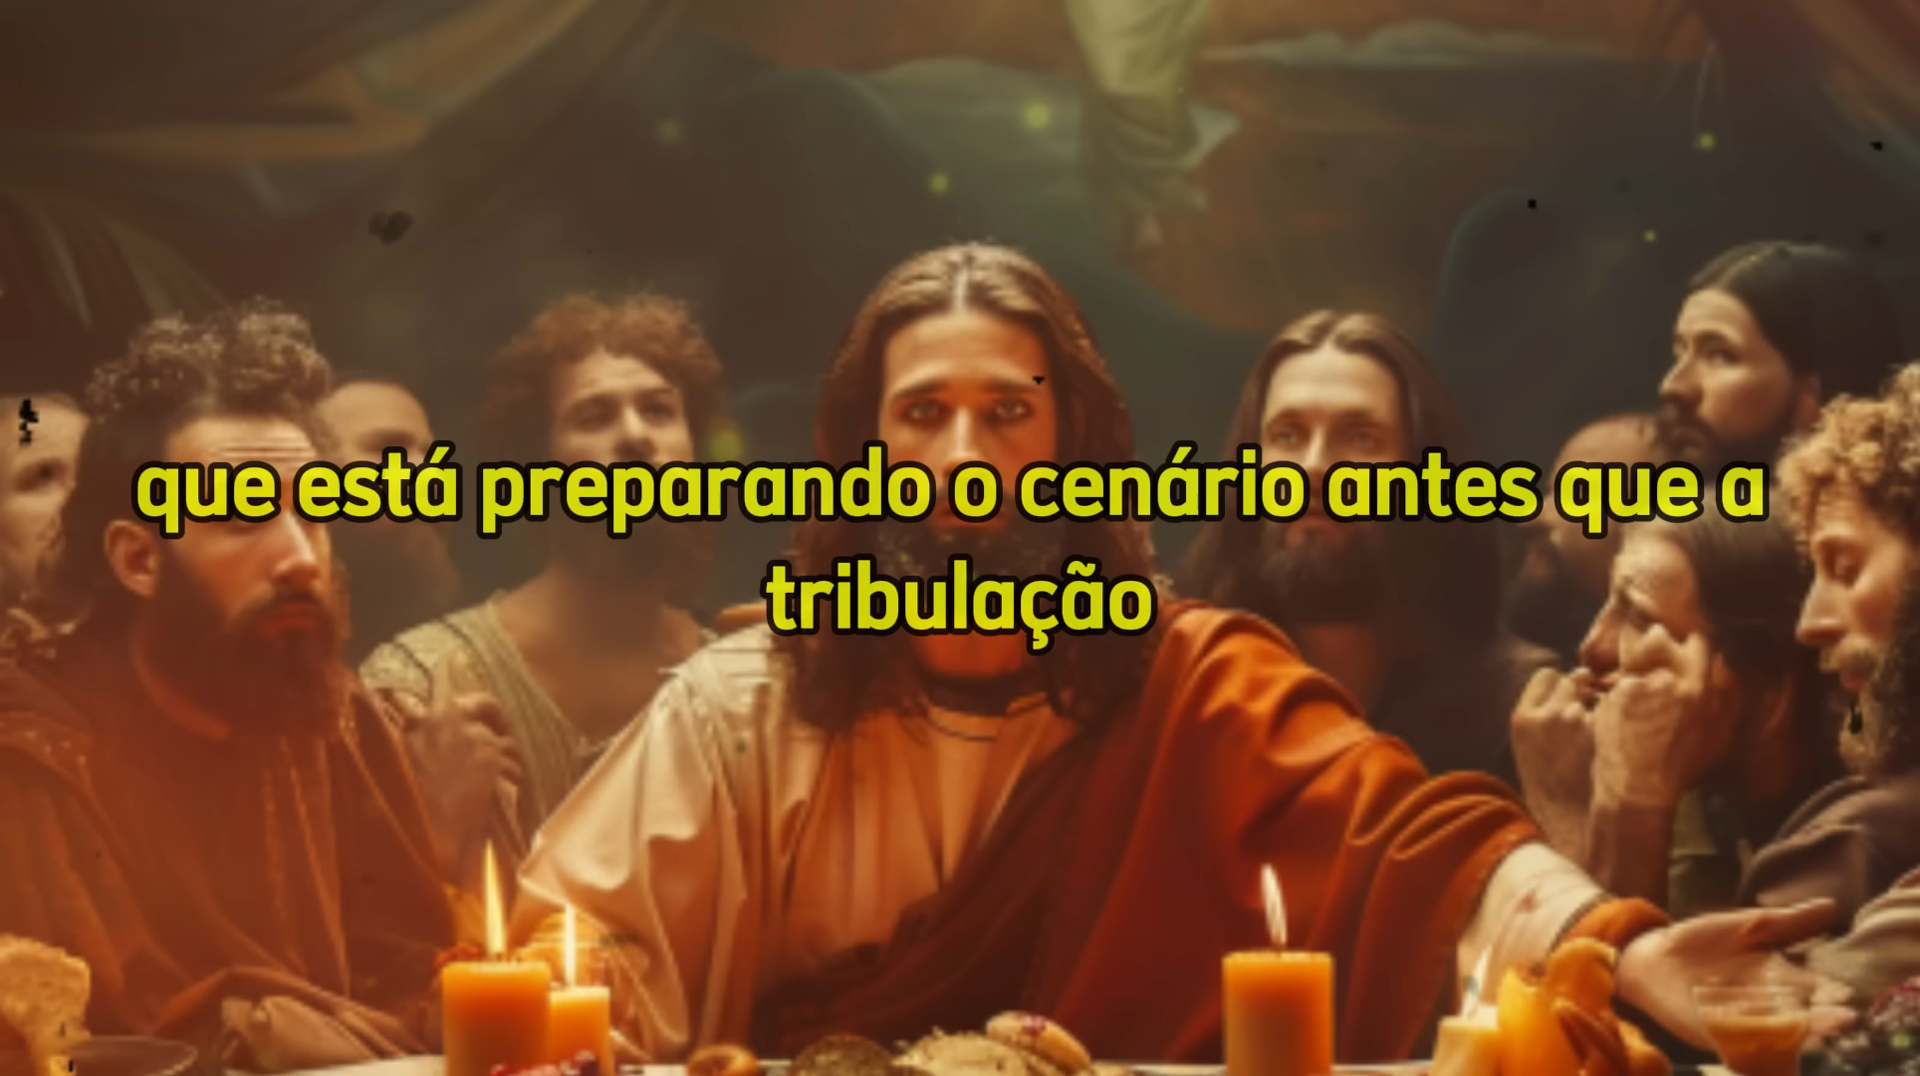 que está preparando o cenário antes que a
tribulação